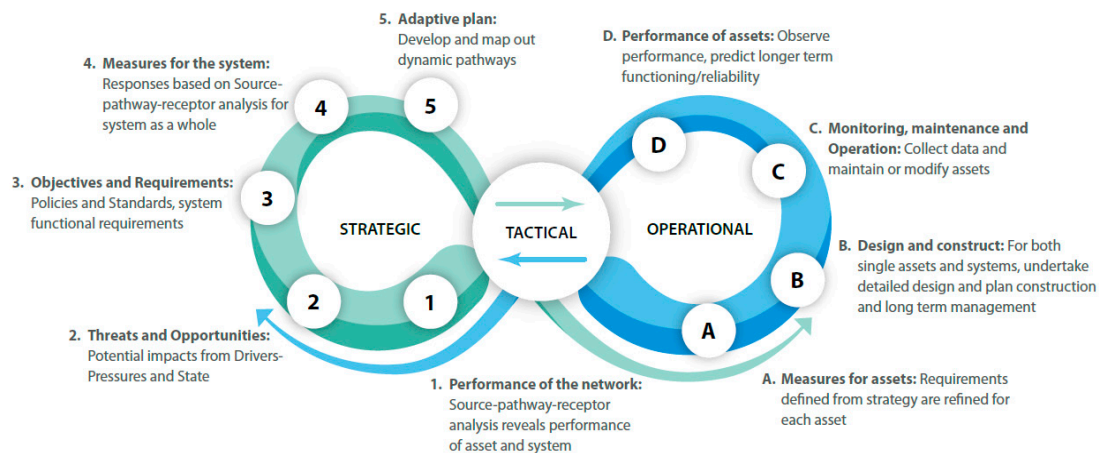 5. Adaptive plan:
Develop and map out
dynamic pathways
4. Measures for the system:
Responses based on Source-
pathway-receptor analysis for
system as a whole
3. Objectives and Requirements:
Policies and Standards, system
functional requirements
2. Threats and Opportunities:
Potential impacts from Drivers-
Pressures and State
1. Performance of the network:
Source-pathway-receptor
analysis reveals performance
of asset and system
5
4
3
2
1
STRATEGIC
TACTICAL
OPERATIONAL
D
C
B
A
D. Performance of assets: Observe
performance, predict longer term
functioning/reliability
C. Monitoring, maintenance and
Operation: Collect data and
maintain or modify assets
B. Design and construct: For both
single assets and systems, undertake
detailed design and plan construction
and long term management
A. Measures for assets: Requirements
defined from strategy are refined for
each asset